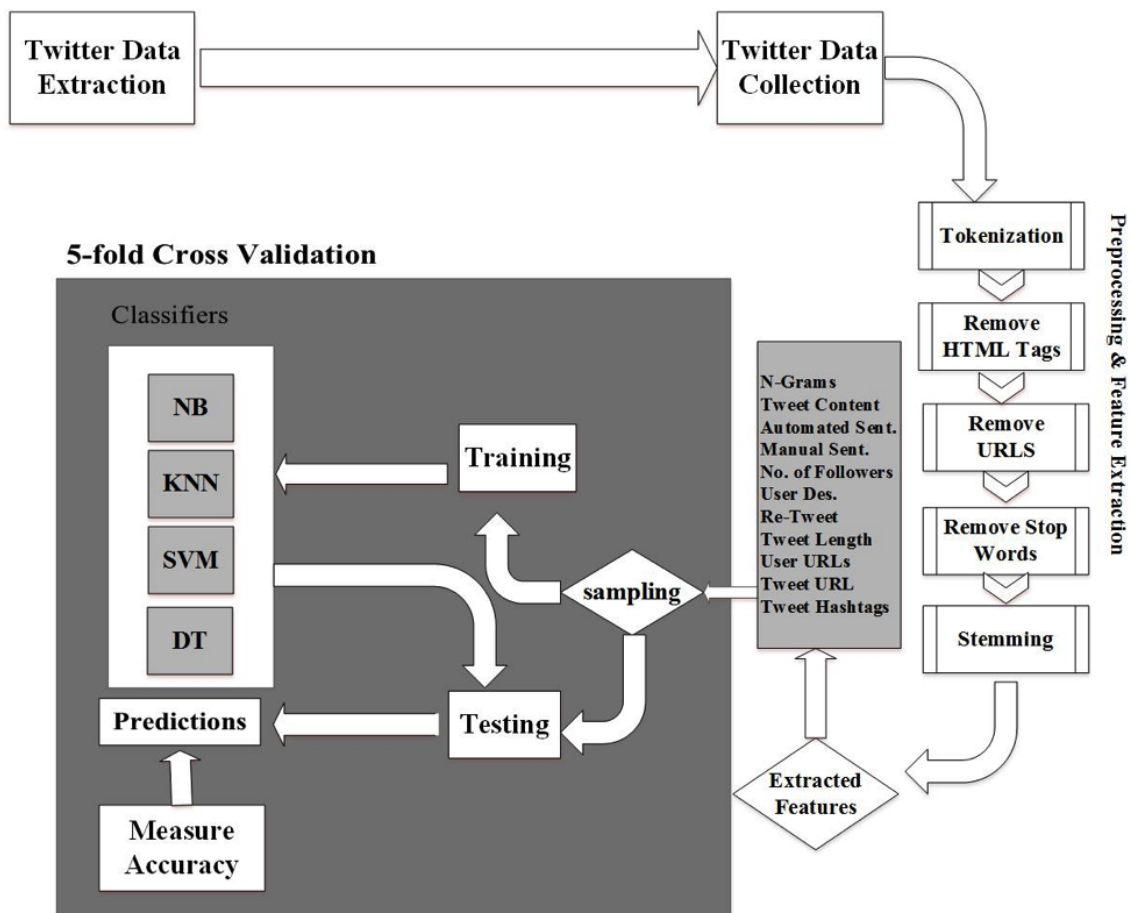 Twitter Data
Extraction
Twitter Data
Collection
Tokenization
Remove
HTML Tags
Remove
URLS
Remove Stop
Words
Stemming
Preprocessing & Feature Extraction
Extracted
Features
N-Grams
Tweet Content
Automated Sent.
Manual Sent.
No. of Followers
User Des.
Re-Tweet
Tweet Length
User URLs
Tweet URL
Tweet Hashtags
5-fold Cross Validation
sampling
Training
Testing
Classifiers
NB
KNN
SVM
DT
Predictions
Measure
Accuracy